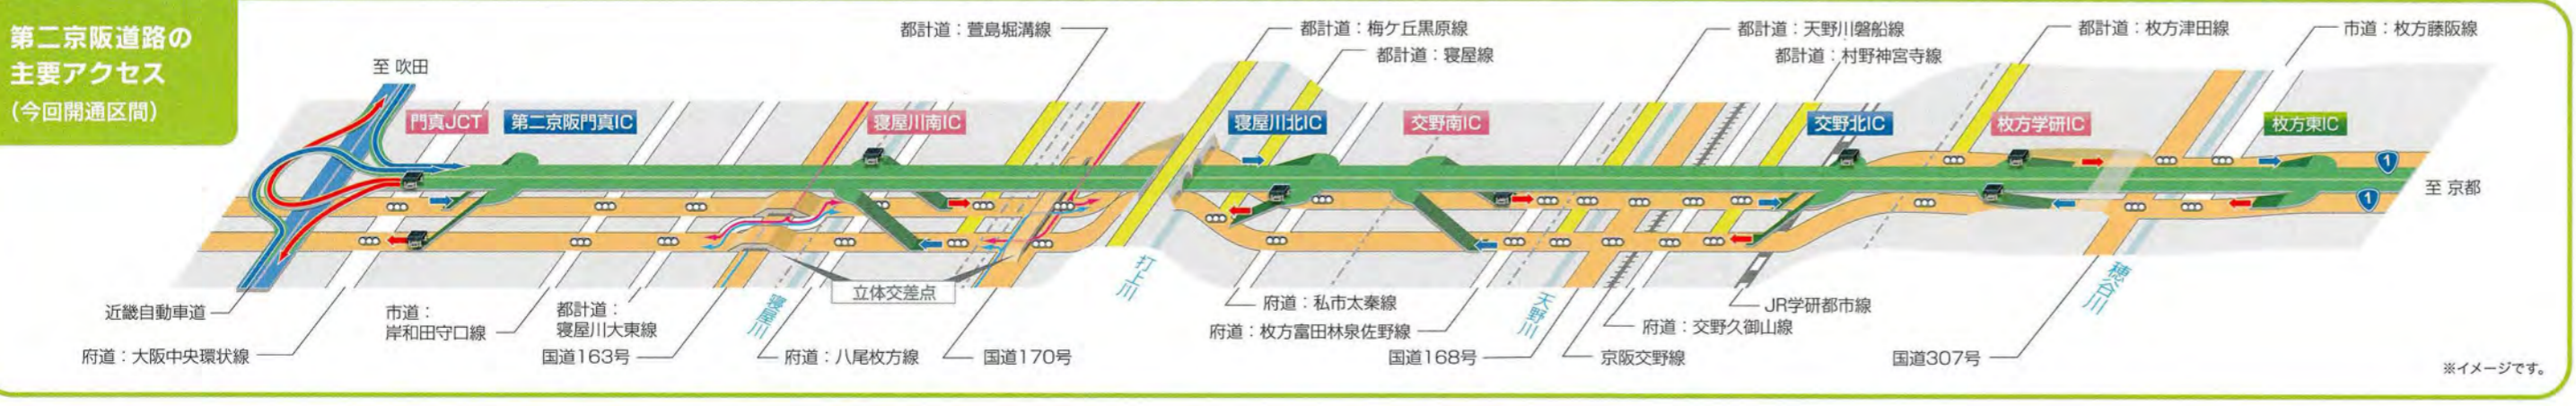 第二京阪道路の
主要アクセス
(今回開通区間)
至 吹田
都計道：萱島堀溝線
都計道：梅ケ丘黒原線
都計道：寝屋線
都計道：天野川磐船線
都計道：村野神宮寺線
都計道：枚方津田線
市道：枚方藤阪線
門真JCT
第二京阪門真IC
寝屋川南IC
寝屋川北IC
交野南IC
交野北IC
枚方学研IC
枚方東IC
1
1
至 京都
立体交差点
寝屋川
打上川
天野川
穂谷川
近畿自動車道
府道：大阪中央環状線
市道：
岸和田守口線
都計道：
寝屋川大東線
国道163号
府道：八尾枚方線
国道170号
府道：私市太秦線
府道：枚方富田林泉佐野線
国道168号
京阪交野線
府道：交野久御山線
JR学研都市線
国道307号
※イメージです。